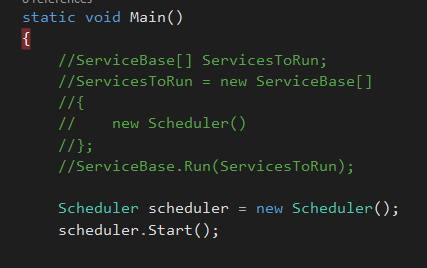 0 references
static void Main()
{
//ServiceBase[] ServicesToRun;
//ServicesToRun = new ServiceBase[]
//{
//    new Scheduler()
//};
//ServiceBase.Run(ServicesToRun);
Scheduler scheduler = new Scheduler();
scheduler.Start();